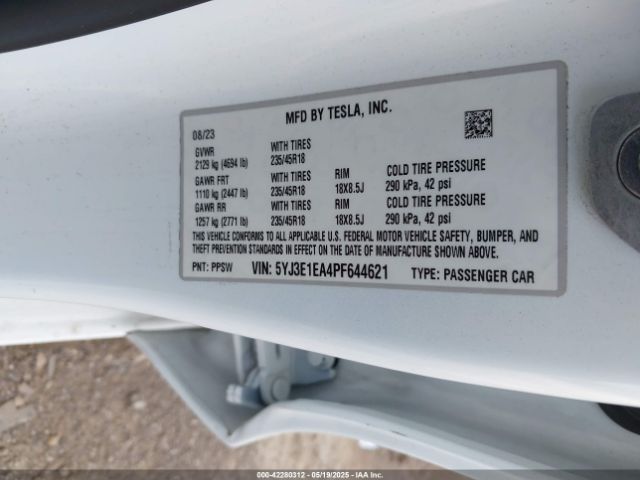 MFD BY TESLA, INC.
08/23
GVWR WITH TIRES
2129 kg (4694 lb) 235/45R18
GAWR FRT WITH TIRES RIM COLD TIRE PRESSURE
1110 kg (2447 lb) 235/45R18 18X8.5J 290 kPa, 42 psi
GAWR RR WITH TIRES RIM COLD TIRE PRESSURE
1257 kg (2771 lb) 235/45R18 18X8.5J 290 kPa, 42 psi
THIS VEHICLE CONFORMS TO ALL APPLICABLE U.S. FEDERAL MOTOR VEHICLE SAFETY, BUMPER, AND
THEFT PREVENTION STANDARDS IN EFFECT ON THE DATE OF MANUFACTURE SHOWN ABOVE.
PNT: PPSW VIN: 5YJ3E1EA4PF644621 TYPE: PASSENGER CAR
000-42280312 - 05/19/2025 - IAAI.COM